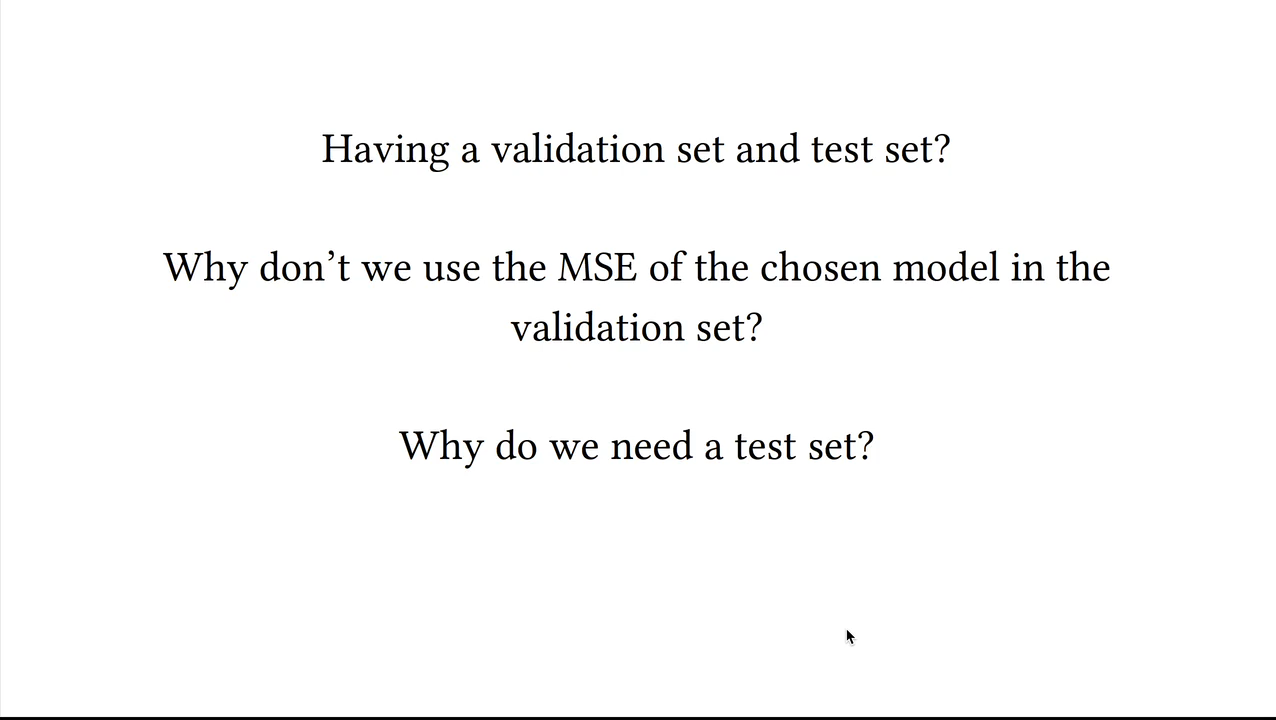 Having a validation set and test set?
Why don’t we use the MSE of the chosen model in the
validation set?
Why do we need a test set?